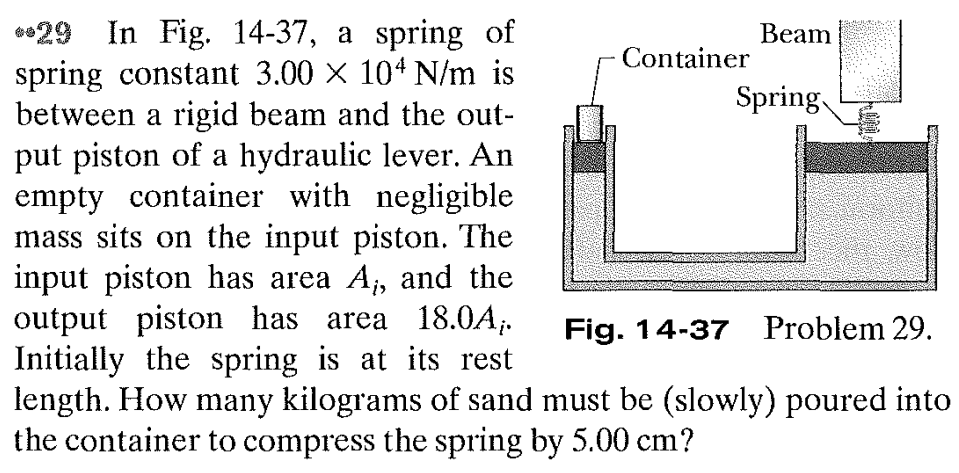 ••29 In Fig. 14-37, a spring of
spring constant 3.00 × 10⁴ N/m is
between a rigid beam and the out-
put piston of a hydraulic lever. An
empty container with negligible
mass sits on the input piston. The
input piston has area Aᵢ, and the
output piston has area 18.0Aᵢ.
Initially the spring is at its rest
length. How many kilograms of sand must be (slowly) poured into
the container to compress the spring by 5.00 cm?
Beam
Container
Spring
Fig. 14-37 Problem 29.